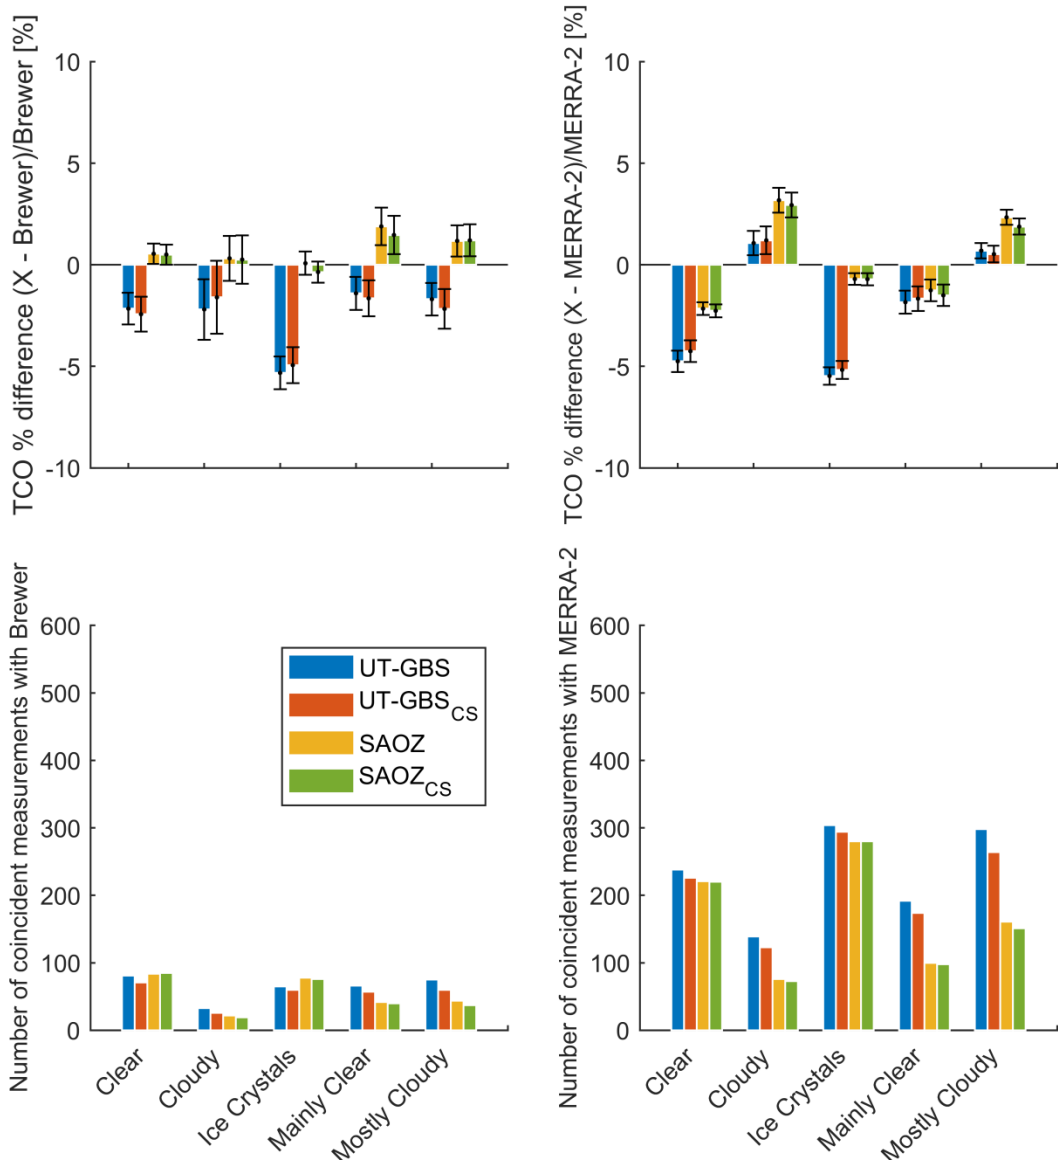 TCO % difference (X - Brewer)/Brewer [%]
10
5
0
-5
-10
TCO % difference (X - MERRA-2)/MERRA-2 [%]
10
5
0
-5
-10
Number of coincident measurements with Brewer
600
500
400
300
200
100
0
UT-GBS
UT-GBS_CS
SAOZ
SAOZ_CS
Clear
Cloudy
Ice Crystals
Mainly Clear
Mostly Cloudy
Number of coincident measurements with MERRA-2
600
500
400
300
200
100
0
Clear
Cloudy
Ice Crystals
Mainly Clear
Mostly Cloudy